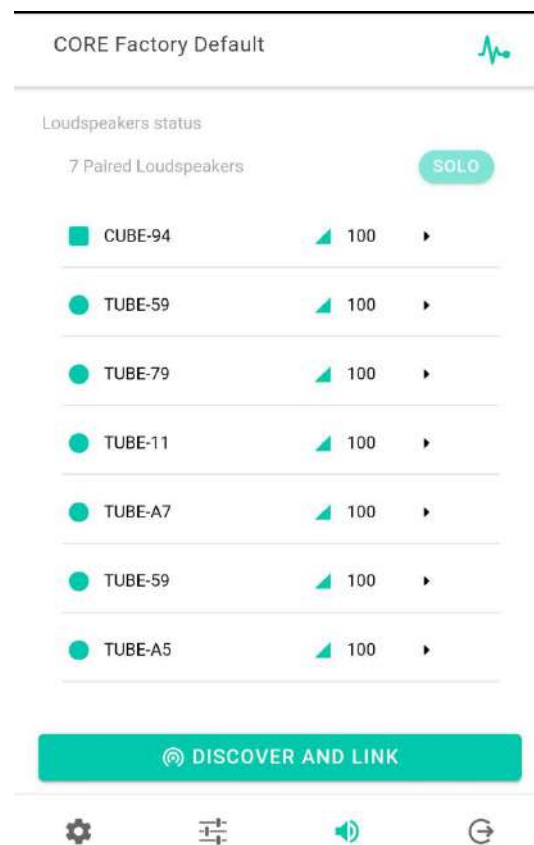 CORE Factory Default
Loudspeakers status
7 Paired Loudspeakers SOLO
CUBE-94 100
TUBE-59 100
TUBE-79 100
TUBE-11 100
TUBE-A7 100
TUBE-59 100
TUBE-A5 100
DISCOVER AND LINK